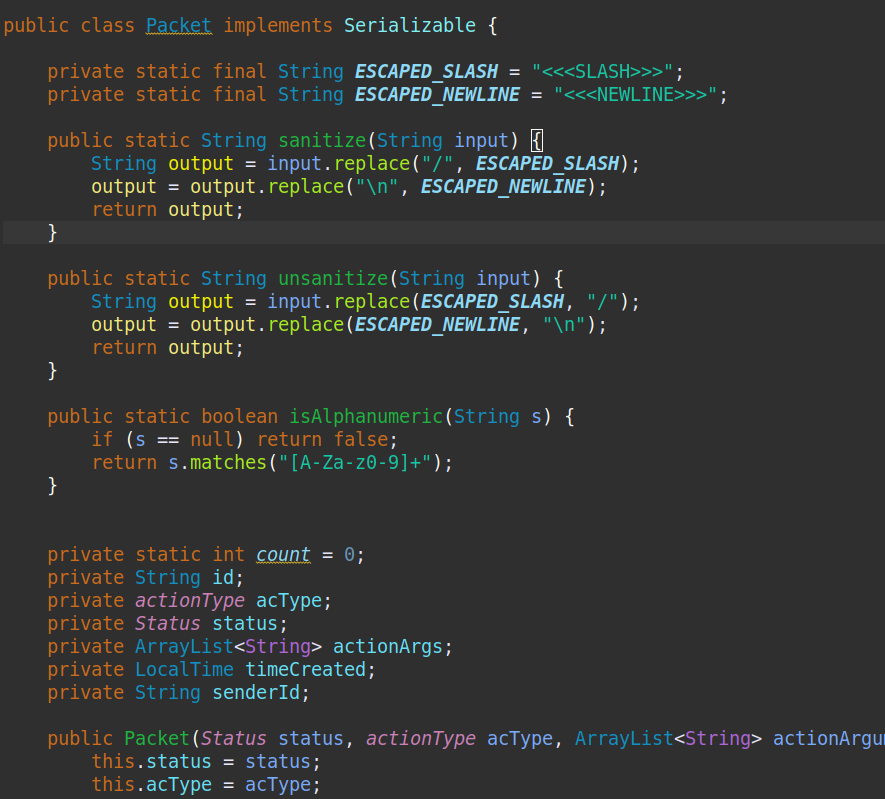 public class Packet implements Serializable {
private static final String ESCAPED_SLASH = "<<<SLASH>>>";
private static final String ESCAPED_NEWLINE = "<<<NEWLINE>>>";
public static String sanitize(String input) {
String output = input.replace("/", ESCAPED_SLASH);
output = output.replace("\n", ESCAPED_NEWLINE);
return output;
}
public static String unsanitize(String input) {
String output = input.replace(ESCAPED_SLASH, "/");
output = output.replace(ESCAPED_NEWLINE, "\n");
return output;
}
public static boolean isAlphanumeric(String s) {
if (s == null) return false;
return s.matches("[A-Za-z0-9]+");
}
private static int count = 0;
private String id;
private actionType acType;
private Status status;
private ArrayList<String> actionArgs;
private LocalTime timeCreated;
private String senderId;
public Packet(Status status, actionType acType, ArrayList<String> actionArgu
this.status = status;
this.acType = acType;